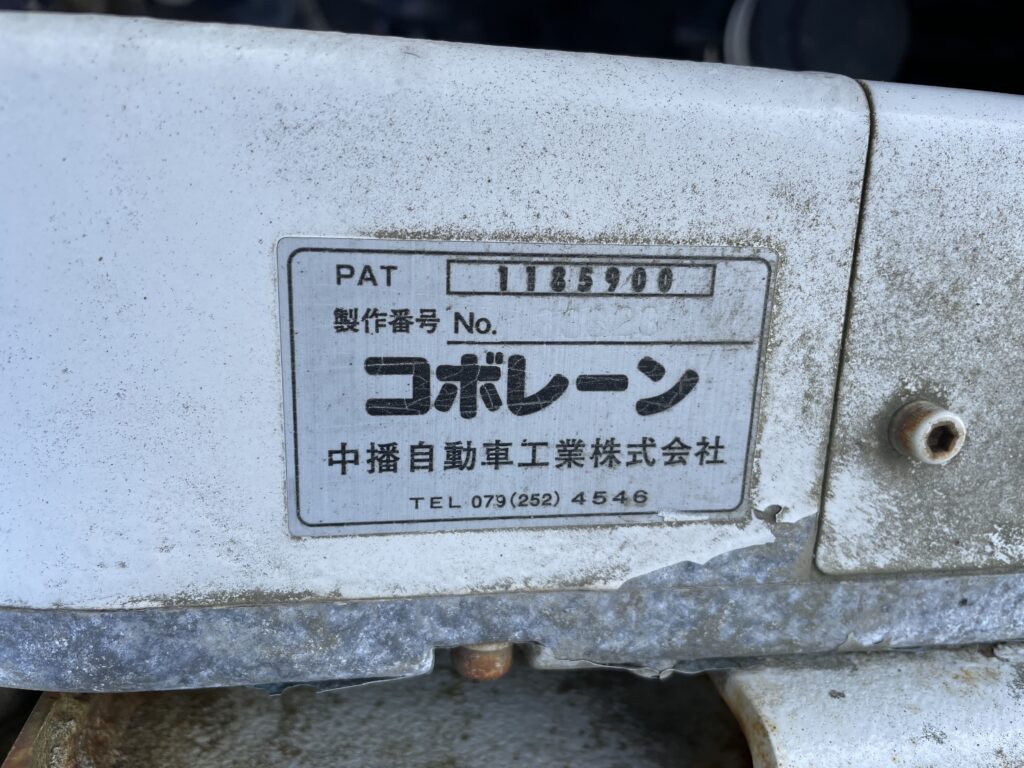 PAT 1185900
製作番号 No.
コボレーン
中播自動車工業株式会社
TEL 079(252)4546